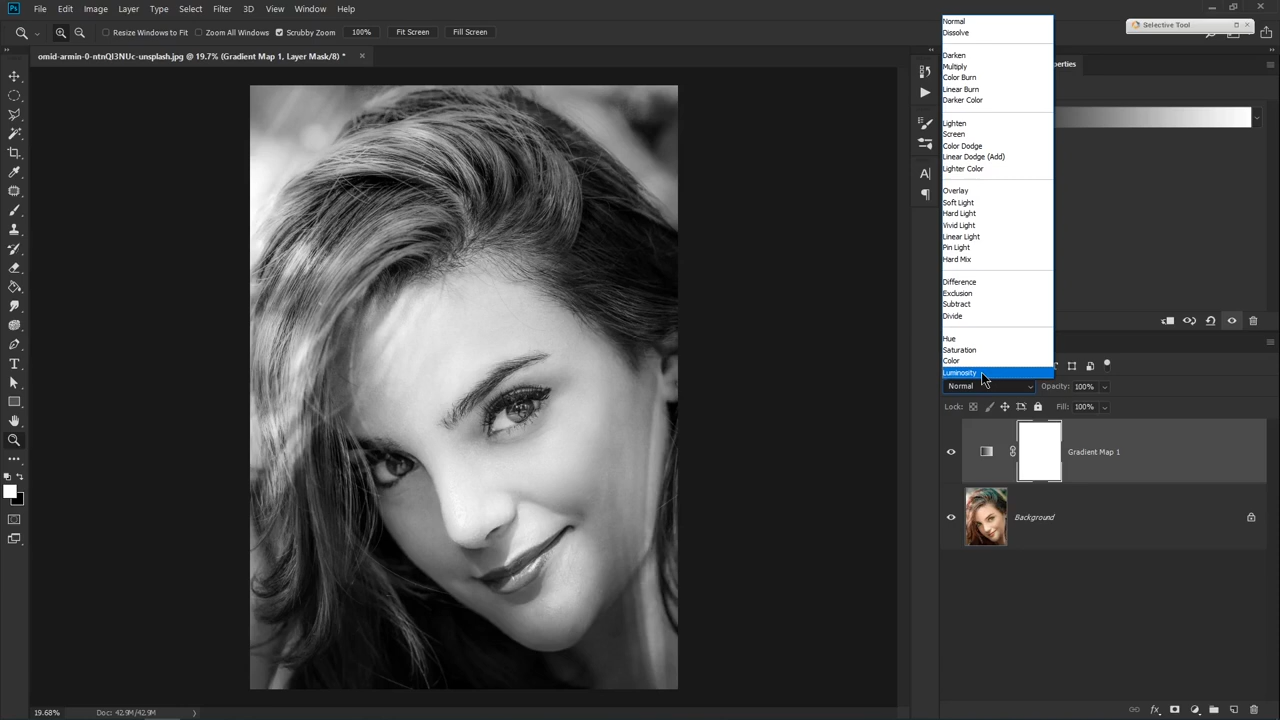 Ps File Edit Image Layer Type Select Filter 3D View Window Help
Resize Windows to Fit Zoom All Windows Scrubby Zoom 100% Fit Screen Fill Screen
Selective Tool
omid-armin-0-ntnQI3NUc-unsplash.jpg @ 19.7% (Gradient Map 1, Layer Mask/8) *
Normal
Dissolve
Darken
Multiply
Color Burn
Linear Burn
Darker Color
Lighten
Screen
Color Dodge
Linear Dodge (Add)
Lighter Color
Overlay
Soft Light
Hard Light
Vivid Light
Linear Light
Pin Light
Hard Mix
Difference
Exclusion
Subtract
Divide
Hue
Saturation
Color
Luminosity
operties
Normal Opacity: 100%
Lock: Fill: 100%
Gradient Map 1
Background
19.68% Doc: 42.9M/42.9M